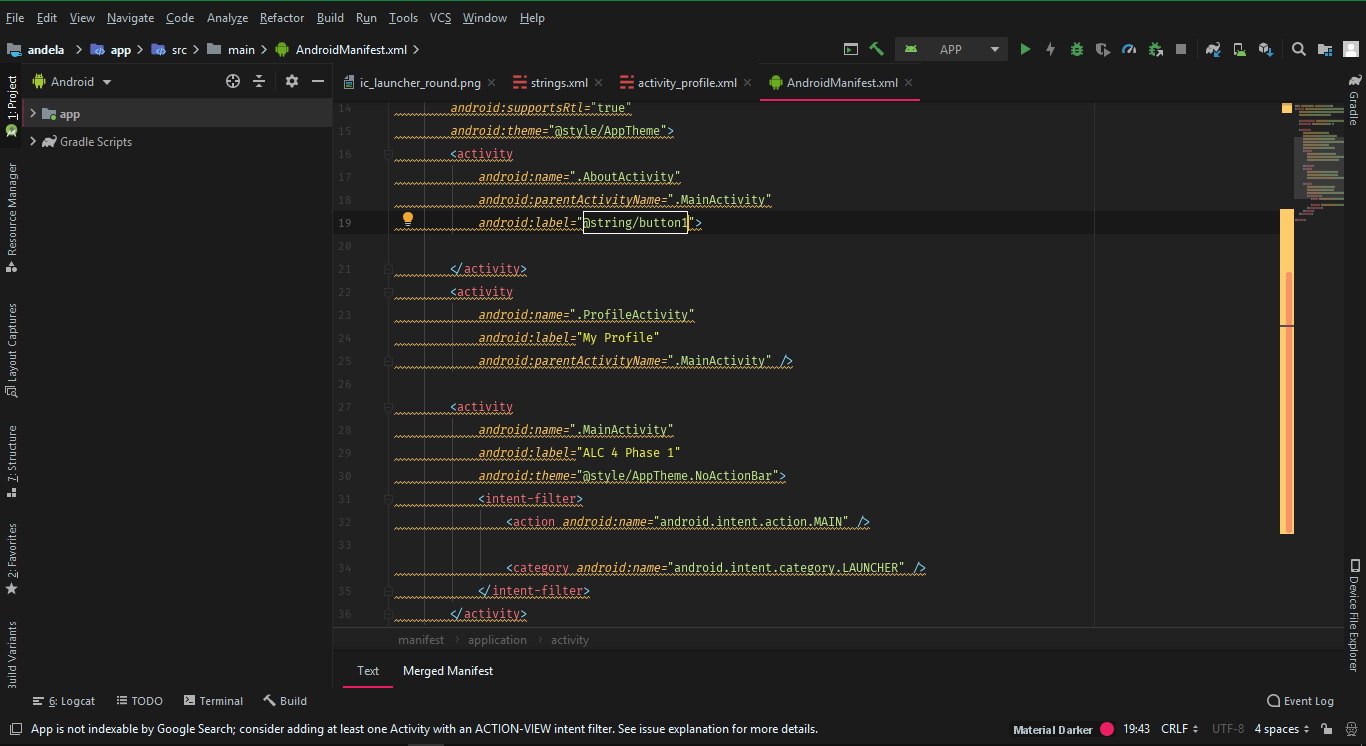 File Edit View Navigate Code Analyze Refactor Build Run Tools VCS Window Help
andela app src main AndroidManifest.xml APP
Android ic_launcher_round.png strings.xml activity_profile.xml AndroidManifest.xml
1: Project
Resource Manager
Layout Captures
7: Structure
2: Favorites
Build Variants
app
Gradle Scripts
14 android:supportsRtl="true"
15 android:theme="@style/AppTheme">
16 <activity
17 android:name=".AboutActivity"
18 android:parentActivityName=".MainActivity"
19 android:label="@string/button1">
20
21 </activity>
22 <activity
23 android:name=".ProfileActivity"
24 android:label="My Profile"
25 android:parentActivityName=".MainActivity" />
26
27 <activity
28 android:name=".MainActivity"
29 android:label="ALC 4 Phase 1"
30 android:theme="@style/AppTheme.NoActionBar">
31 <intent-filter>
32 <action android:name="android.intent.action.MAIN" />
33
34 <category android:name="android.intent.category.LAUNCHER" />
35 </intent-filter>
36 </activity>
Gradle
Device File Explorer
manifest application activity
Text Merged Manifest
6: Logcat TODO Terminal Build Event Log
App is not indexable by Google Search; consider adding at least one Activity with an ACTION-VIEW intent filter. See issue explanation for more details. Material Darker 19:43 CRLF UTF-8 4 spaces